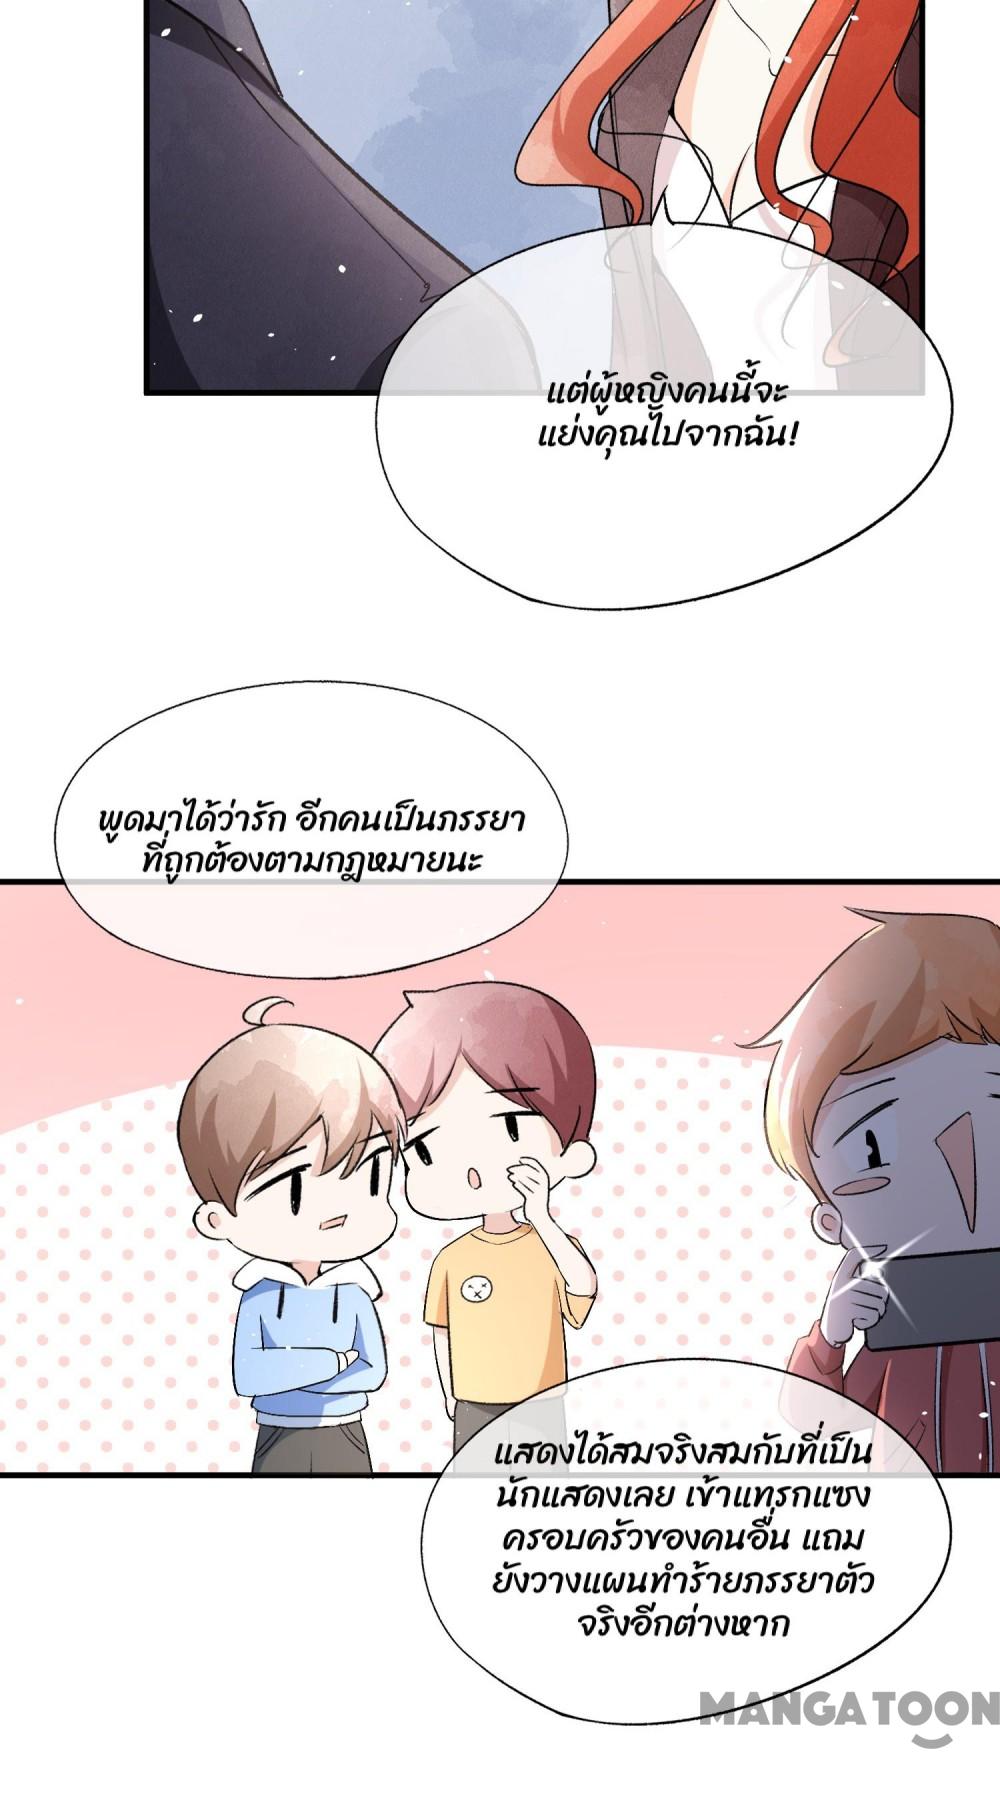 แต่ผู้หญิงคนนี้จะ
แย่งคุณไปจากฉัน!
พูดมาได้ว่ารัก อีกคนเป็นภรรยา
ที่ถูกต้องตามกฎหมายนะ
แสดงได้สมจริงสมกับที่เป็น
นักแสดงเลย เข้าแทรกแซง
ครอบครัวของคนอื่น แถม
ยังวางแผนทำร้ายภรรยาตัว
จริงอีกต่างหาก
MANGATOON